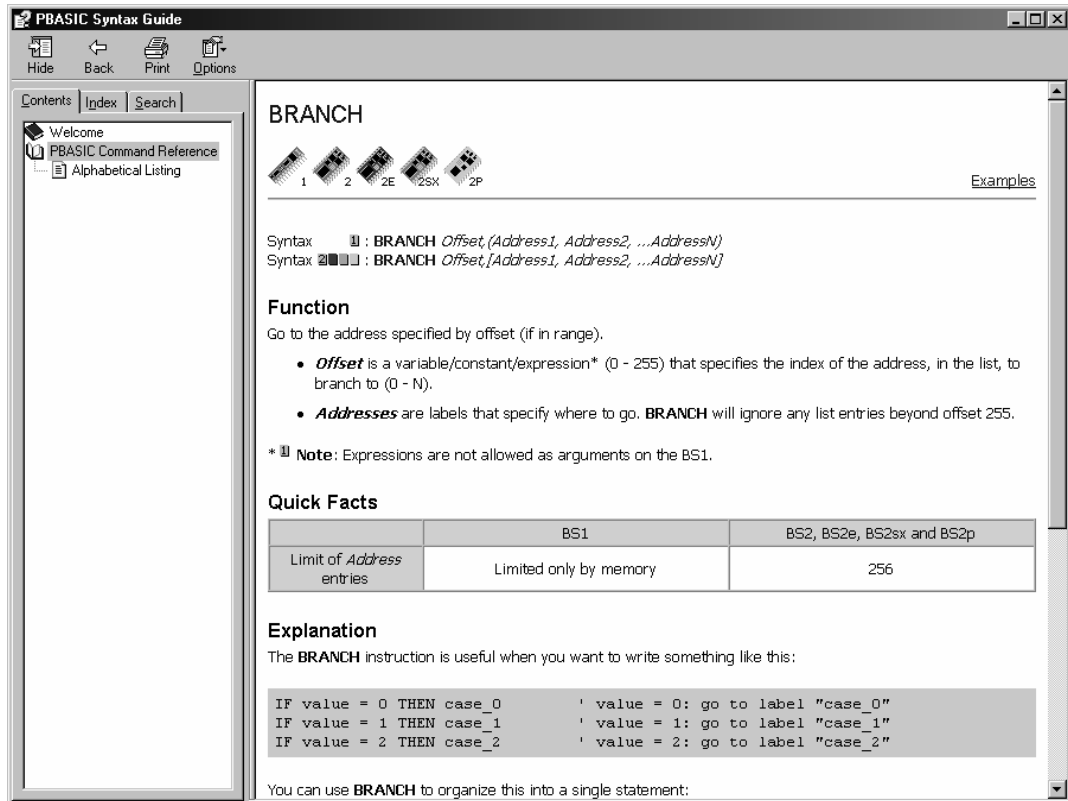 PBASIC Syntax Guide
Hide Back Print Options
Contents Index Search
Welcome
PBASIC Command Reference
Alphabetical Listing
BRANCH
1 2 2E 2SX 2P
Examples
Syntax 1 : BRANCH Offset,(Address1, Address2, ...AddressN)
Syntax 2 : BRANCH Offset,[Address1, Address2, ...AddressN]
Function
Go to the address specified by offset (if in range).
• Offset is a variable/constant/expression* (0 - 255) that specifies the index of the address, in the list, to
branch to (0 - N).
• Addresses are labels that specify where to go. BRANCH will ignore any list entries beyond offset 255.
* 1 Note: Expressions are not allowed as arguments on the BS1.
Quick Facts
BS1 BS2, BS2e, BS2sx and BS2p
Limit of Address
entries
Limited only by memory 256
Explanation
The BRANCH instruction is useful when you want to write something like this:
IF value = 0 THEN case_0 ' value = 0: go to label "case_0"
IF value = 1 THEN case_1 ' value = 1: go to label "case_1"
IF value = 2 THEN case_2 ' value = 2: go to label "case_2"
You can use BRANCH to organize this into a single statement: